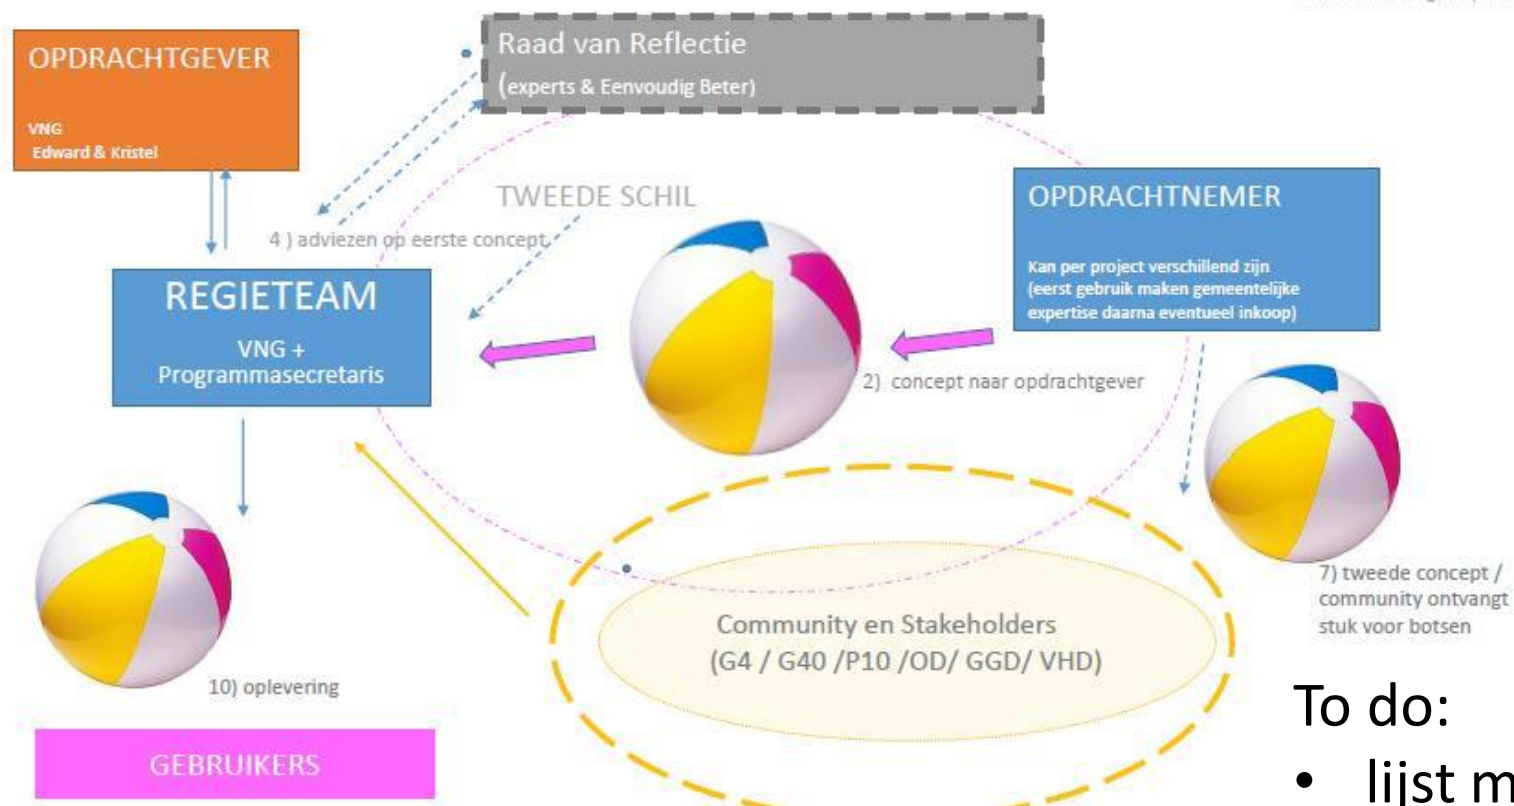 OPDRACHTGEVER
VNG
Edward & Kristel
Raad van Reflectie
(experts & Eenvoudig Beter)
TWEEDE SCHIL
4 ) adviezen op eerste concept
OPDRACHTNEMER
Kan per project verschillend zijn
(eerst gebruik maken gemeentelijke
expertise daarna eventueel inkoop)
REGIETEAM
VNG +
Programmasecretaris
2) concept naar opdrachtgever
7) tweede concept /
community ontvangt
stuk voor botsen
Community en Stakeholders
(G4 / G40 /P10 /OD/ GGD/ VHD)
10) oplevering
GEBRUIKERS
To do:
• lijst